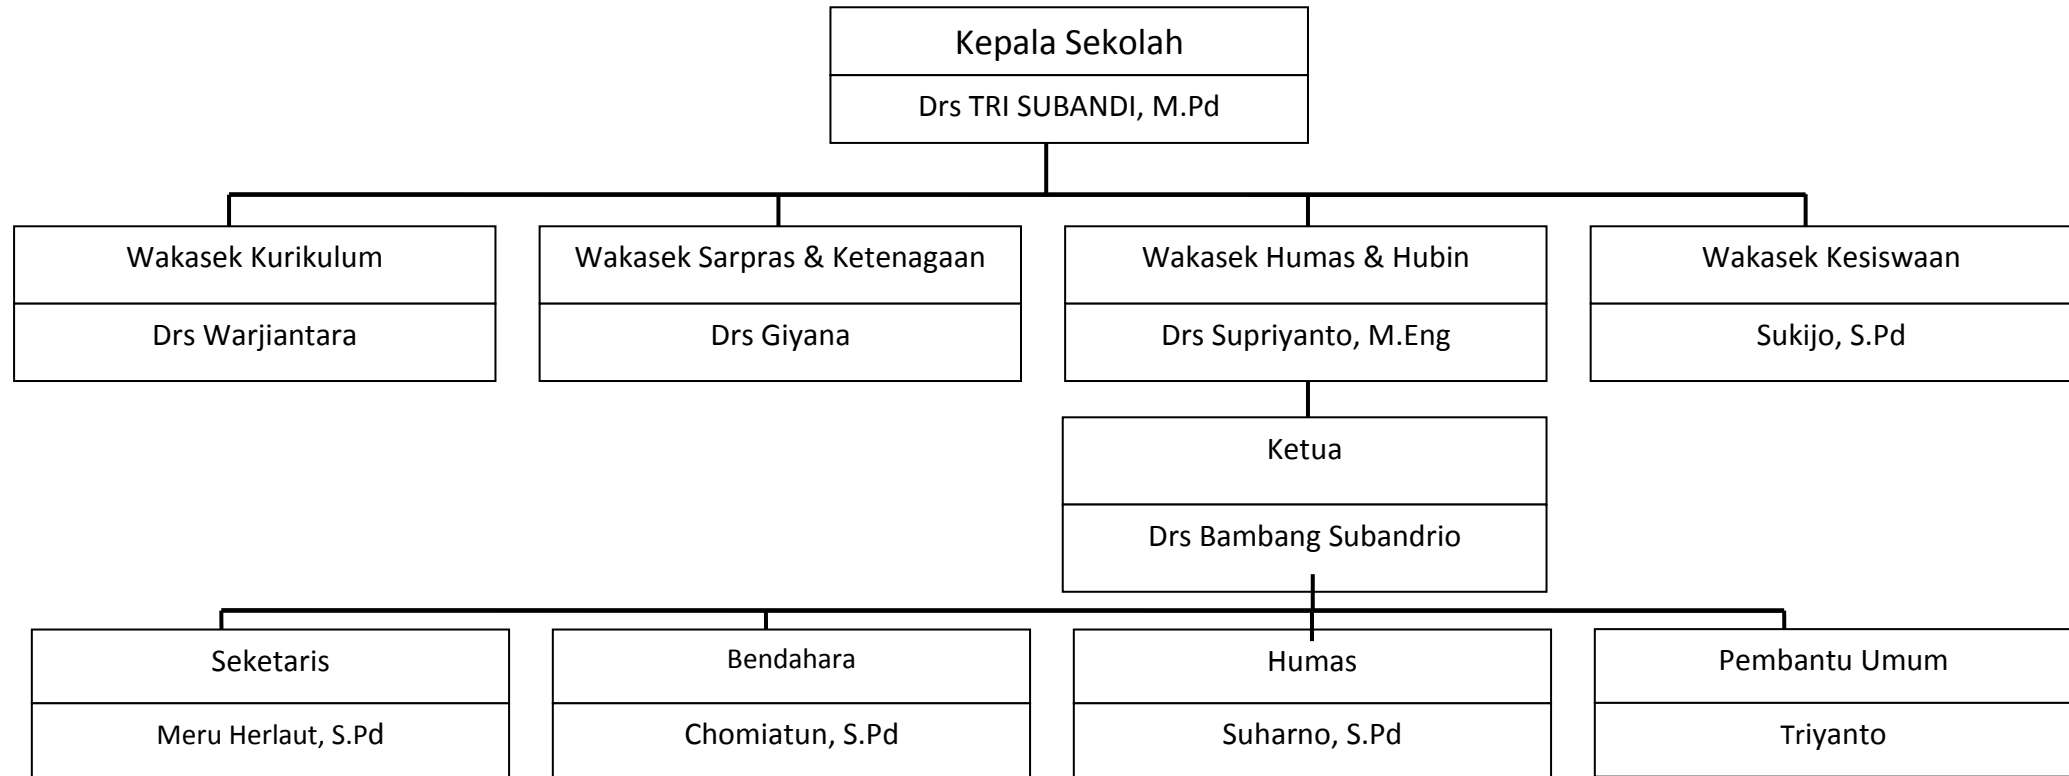 Kepala Sekolah
Drs TRI SUBANDI, M.Pd
Wakasek Kurikulum
Drs Warjiantara
Wakasek Sarpras & Ketenagaan
Drs Giyana
Wakasek Humas & Hubin
Drs Supriyanto, M.Eng
Wakasek Kesiswaan
Sukijo, S.Pd
Ketua
Drs Bambang Subandrio
Seketaris
Meru Herlaut, S.Pd
Bendahara
Chomiatun, S.Pd
Humas
Suharno, S.Pd
Pembantu Umum
Triyanto